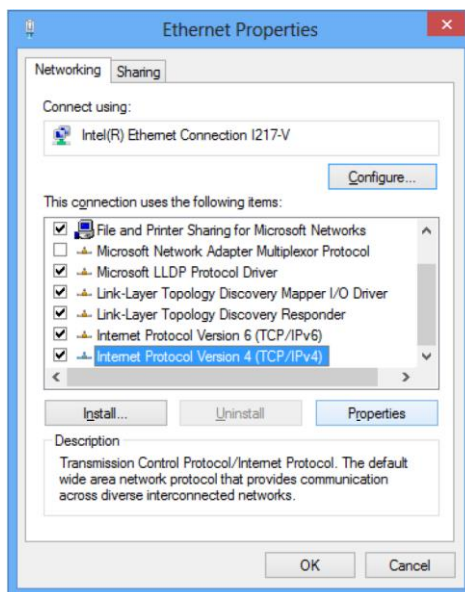 Ethernet Properties
Networking
Sharing
Connect using:
Intel(R) Ethernet Connection I217-V
Configure...
This connection uses the following items:
File and Printer Sharing for Microsoft Networks
Microsoft Network Adapter Multiplexor Protocol
Microsoft LLDP Protocol Driver
Link-Layer Topology Discovery Mapper I/O Driver
Link-Layer Topology Discovery Responder
Internet Protocol Version 6 (TCP/IPv6)
Internet Protocol Version 4 (TCP/IPv4)
Install...
Uninstall
Properties
Description
Transmission Control Protocol/Internet Protocol. The default
wide area network protocol that provides communication
across diverse interconnected networks.
OK
Cancel